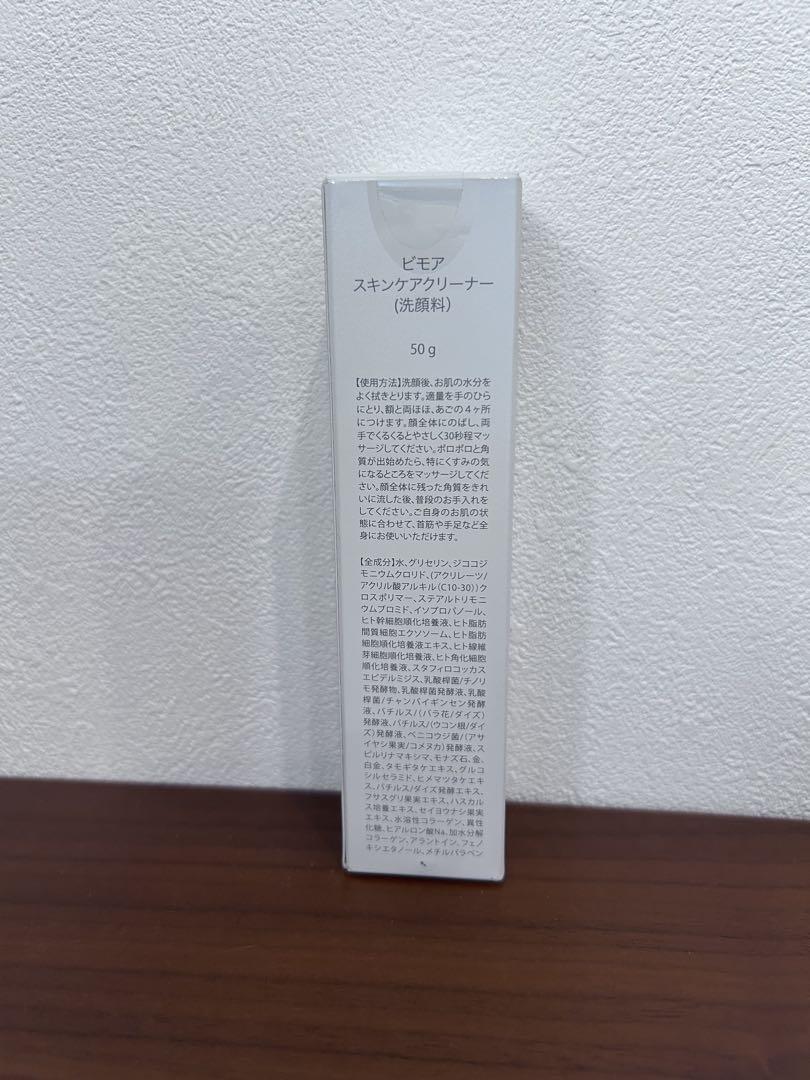 ビモア
スキンケアクリーナー
(洗顔料)
50 g
【使用方法】洗顔後、お肌の水分を
よく拭きとります。適量を手のひら
にとり、額と両ほほ、あごの４ヶ所
につけます。顔全体にのばし、両
手でくるくるとやさしく30秒程マッ
サージしてください。ポロポロと角
質が出始めたら、特にくすみの気
になるところをマッサージしてくだ
さい。顔全体に残った角質をきれ
いに流した後、普段のお手入れを
してください。ご自身のお肌の状
態に合わせて、首筋や手足など全
身にお使いいただけます。
【全成分】水、グリセリン、ジココジ
モニウムクロリド、(アクリレーツ/
アクリル酸アルキル(C10-30))ク
ロスポリマー、ステアルトリモニ
ウムブロミド、イソプロパノール、
ヒト幹細胞順化培養液、ヒト脂肪
間質細胞エクソソーム、ヒト脂肪
細胞順化培養液エキス、ヒト線維
芽細胞順化培養液、ヒト角化細胞
順化培養液、スタフィロコッカス
エピデルミジス、乳酸桿菌/チノリ
モ発酵物、乳酸桿菌発酵液、乳酸
桿菌/チャンバイギンセン発酵
液、バチルス/(バラ花/ダイズ)
発酵液、バチルス/(ウコン根/ダイ
ズ)発酵液、ベニコウジ菌/(アサ
イヤシ果実/コメヌカ)発酵液、ス
ピルリナマキシマ、モナズ石、金、
白金、タモギタケエキス、グルコ
シルセラミド、ヒメマツタケエキ
ス、バチルス/ダイズ発酵エキス、
フサスグリ果実エキス、ハスカル
ス培養エキス、セイヨウナシ果実
エキス、水溶性コラーゲン、異性
化糖、ヒアルロン酸Na、加水分解
コラーゲン、アラントイン、フェノ
キシエタノール、メチルパラベン